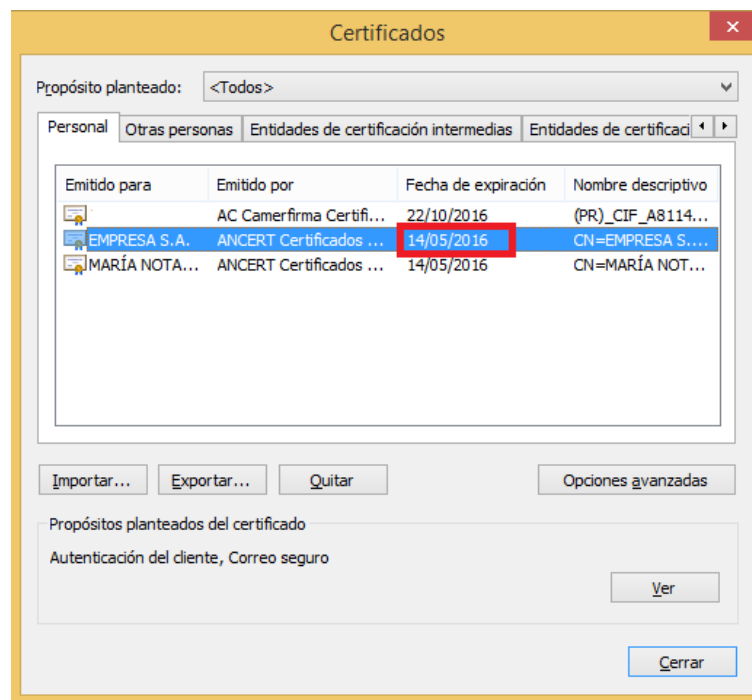 Certificados
Propósito planteado: <Todos>
Personal Otras personas Entidades de certificación intermedias Entidades de certificaci
Emitido para Emitido por Fecha de expiración Nombre descriptivo
AC Camerfirma Certifi... 22/10/2016 (PR)_CIF_A8114...
EMPRESA S.A. ANCERT Certificados ... 14/05/2016 CN=EMPRESA S....
MARÍA NOTA... ANCERT Certificados ... 14/05/2016 CN=MARÍA NOT...
Importar... Exportar... Quitar Opciones avanzadas
Propósitos planteados del certificado
Autenticación del cliente, Correo seguro
Ver
Cerrar